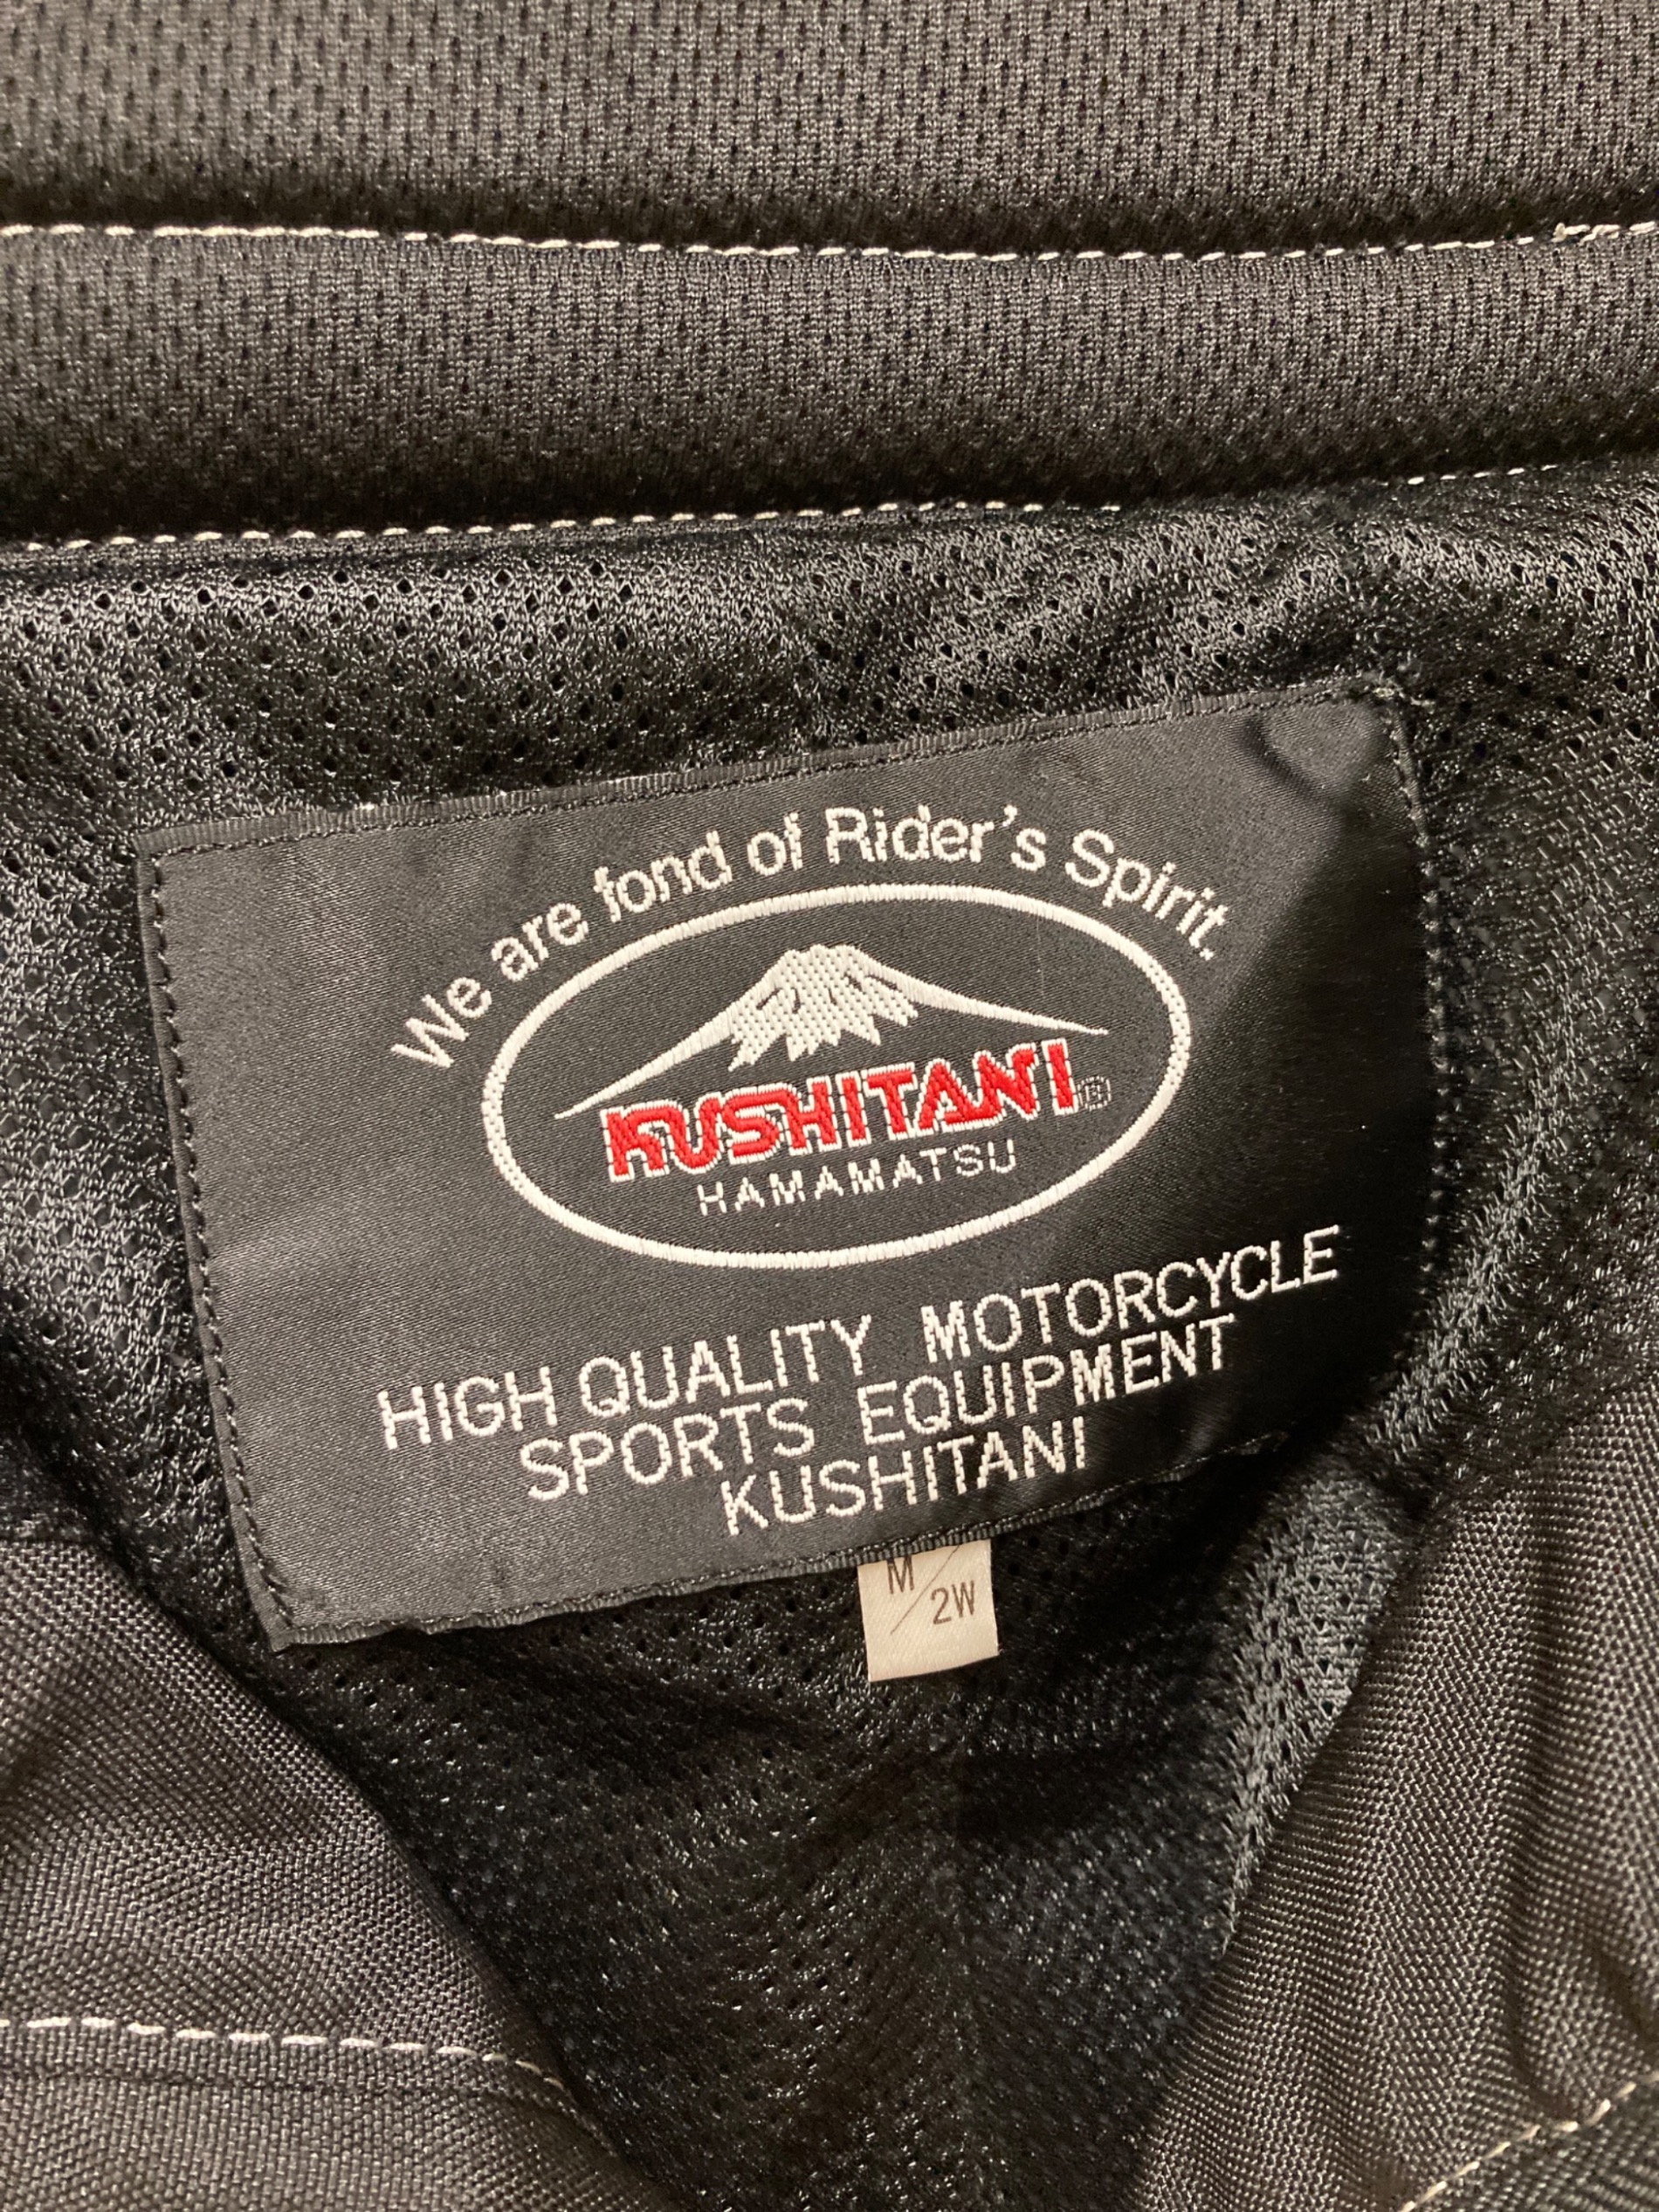 We are fond of Rider's Spirit.
KUSHITANI®
HAMAMATSU
HIGH QUALITY MOTORCYCLE
SPORTS EQUIPMENT
KUSHITANI
M/2W